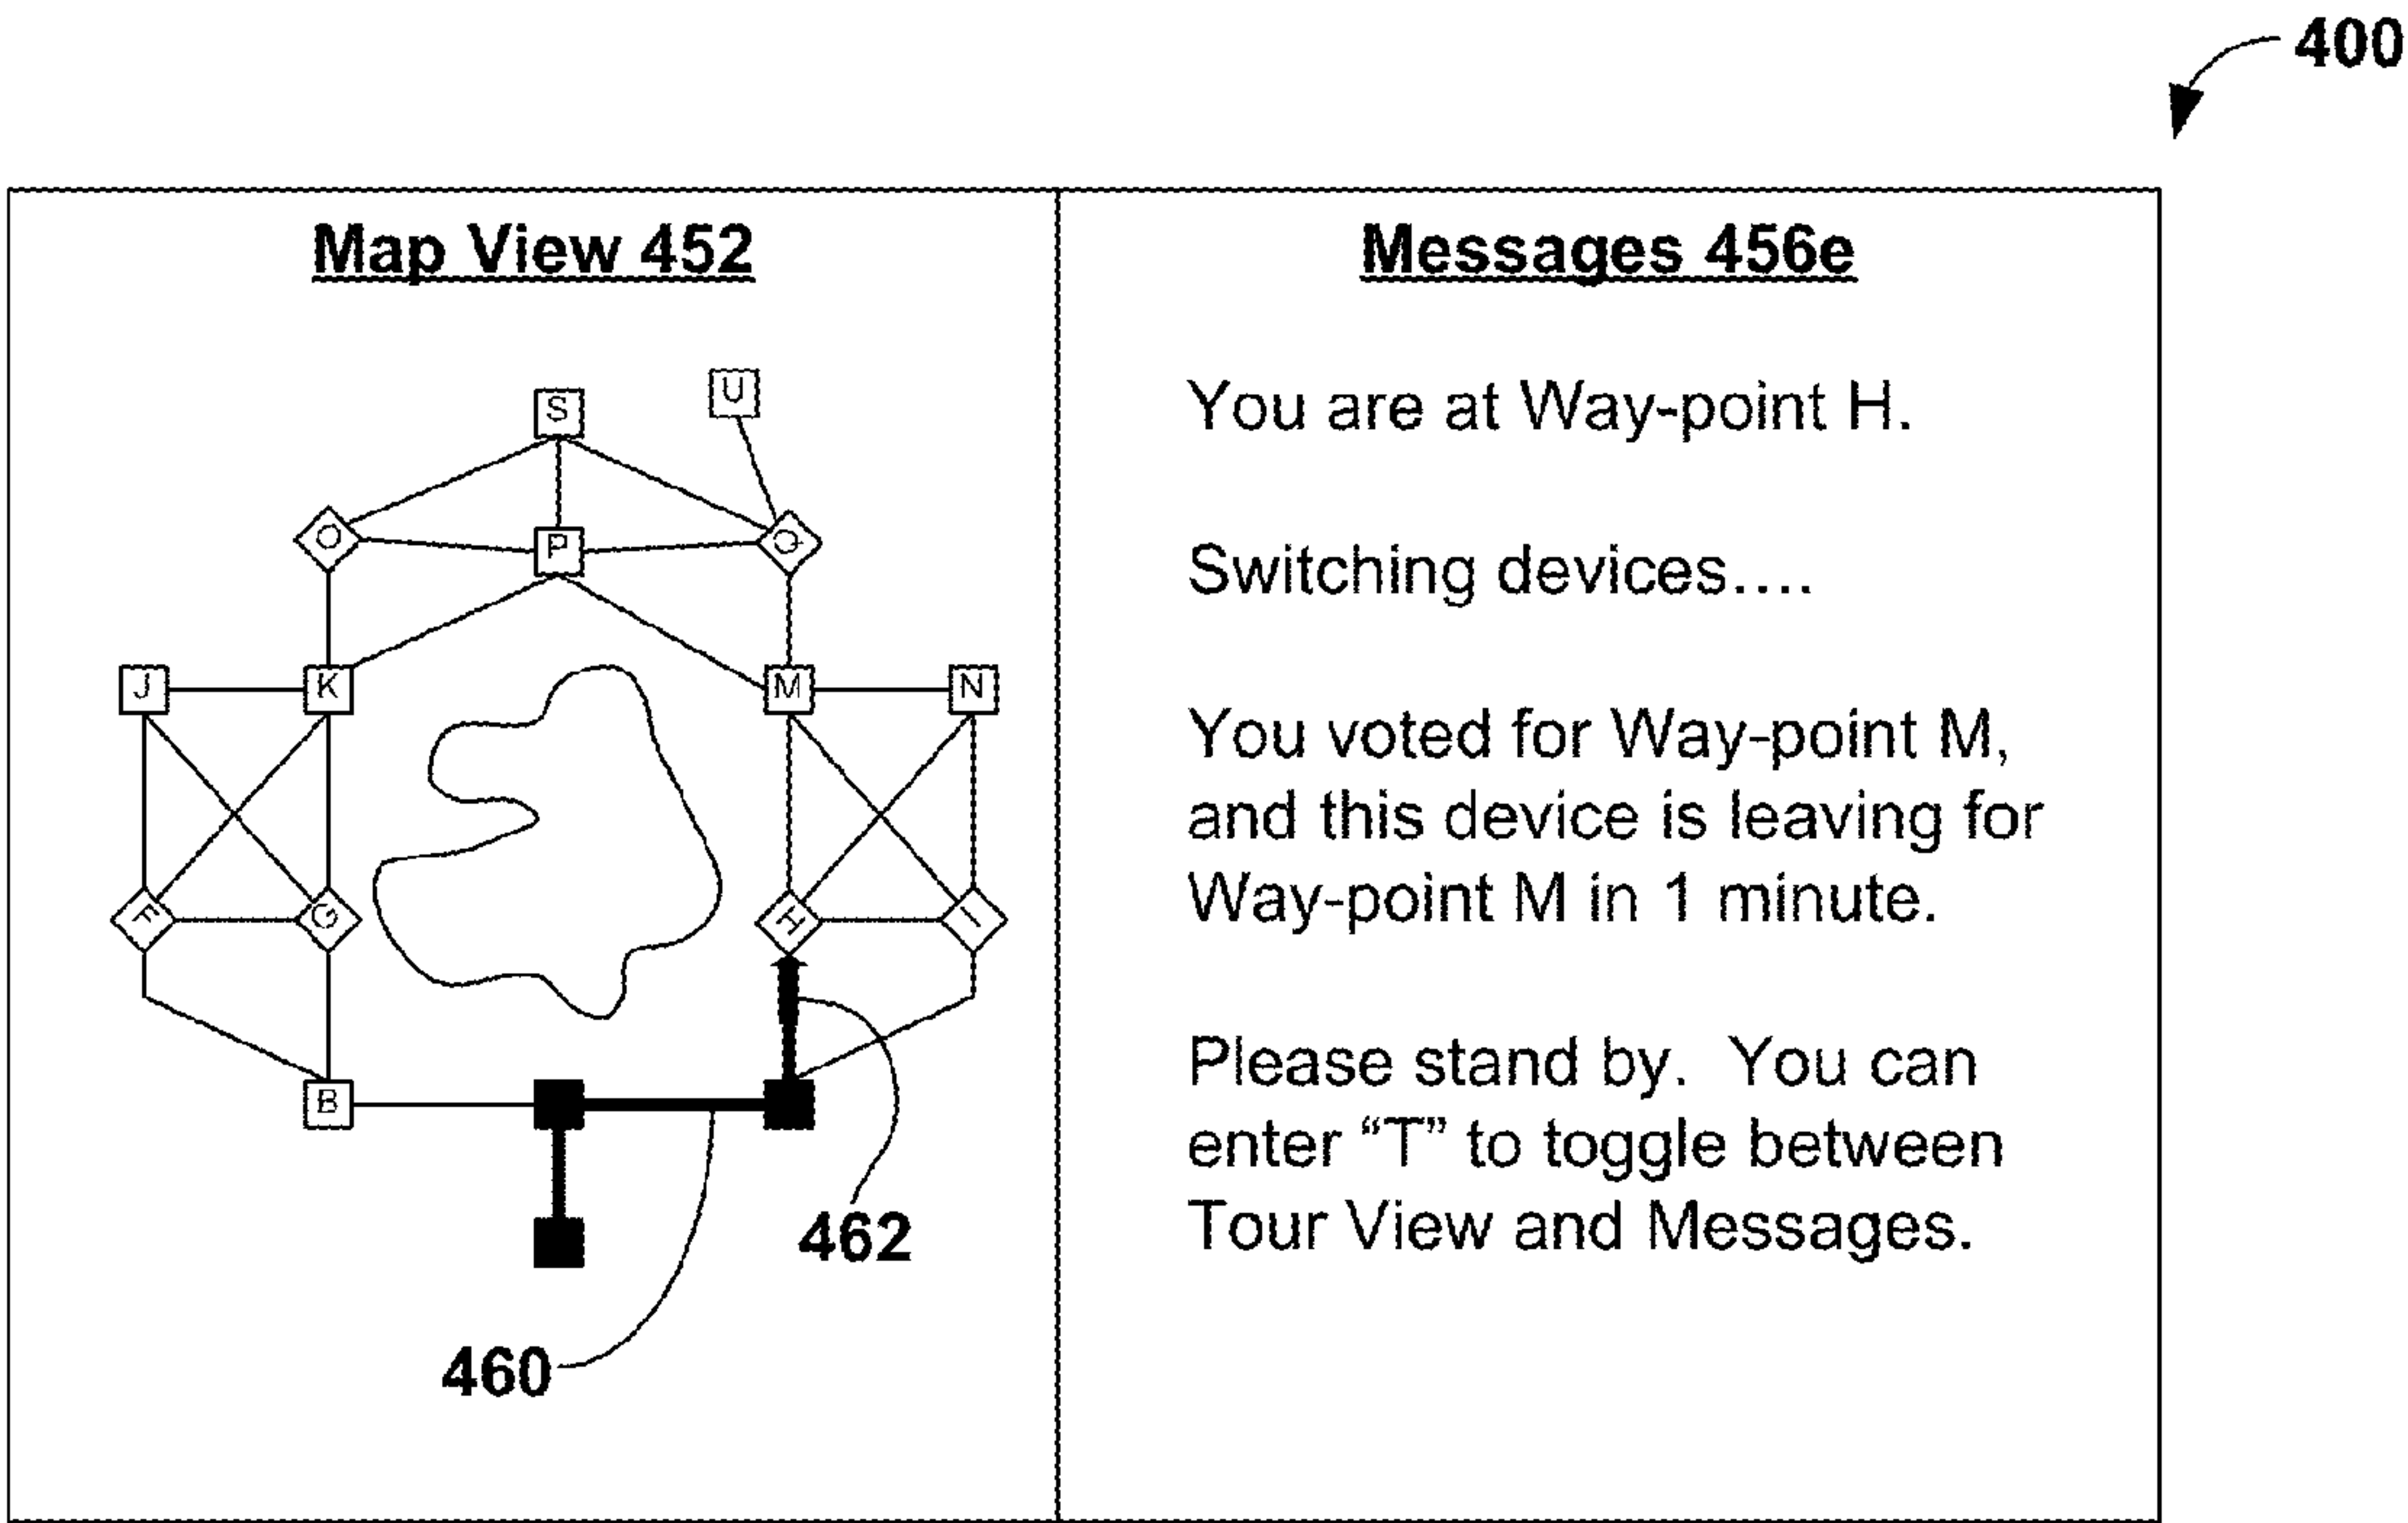 400
Map View 452
Messages 456e
U
S
O
P
Q
J
K
M
N
F
G
H
I
B
462
460
You are at Way-point H.
Switching devices....
You voted for Way-point M,
and this device is leaving for
Way-point M in 1 minute.
Please stand by. You can
enter “T” to toggle between
Tour View and Messages.